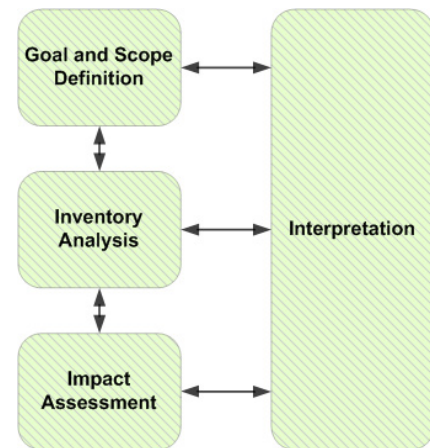 Goal and Scope
Definition
Inventory
Analysis
Interpretation
Impact
Assessment